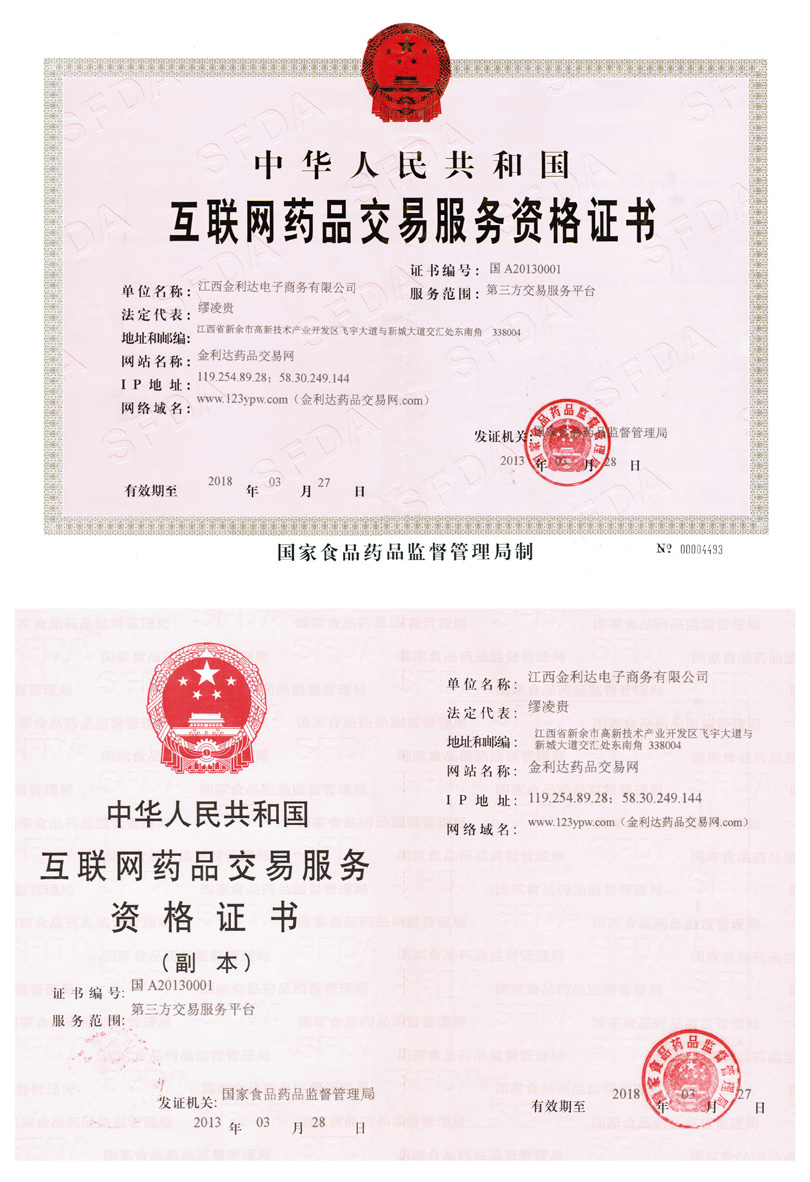 中华人民共和国
互联网药品交易服务资格证书
证书编号：国 A20130001
服务范围：第三方交易服务平台
单位名称：江西金利达电子商务有限公司
法定代表：缪凌贵
地址和邮编：江西省新余市高新技术产业开发区飞宇大道与新城大道交汇处东南角 338004
网站名称：金利达药品交易网
IP 地 址：119.254.89.28；58.30.249.144
网络域名：www.123ypw.com（金利达药品交易网.com）
发证机关：国家食品药品监督管理局
2013 年 03 月 28 日
有效期至 2018 年 03 月 27 日
国家食品药品监督管理局制
№ 00004493
中华人民共和国
互联网药品交易服务
资格证书
（副 本）
证书编号：国 A20130001
服务范围：第三方交易服务平台
发证机关：国家食品药品监督管理局
2013 年 03 月 28 日
单位名称：江西金利达电子商务有限公司
法定代表：缪凌贵
地址和邮编：江西省新余市高新技术产业开发区飞宇大道与
新城大道交汇处东南角 338004
网站名称：金利达药品交易网
IP 地 址：119.254.89.28；58.30.249.144
网络域名：www.123ypw.com（金利达药品交易网.com）
国家食品药品监督管理局
有效期至 2018 年 03 月 27 日